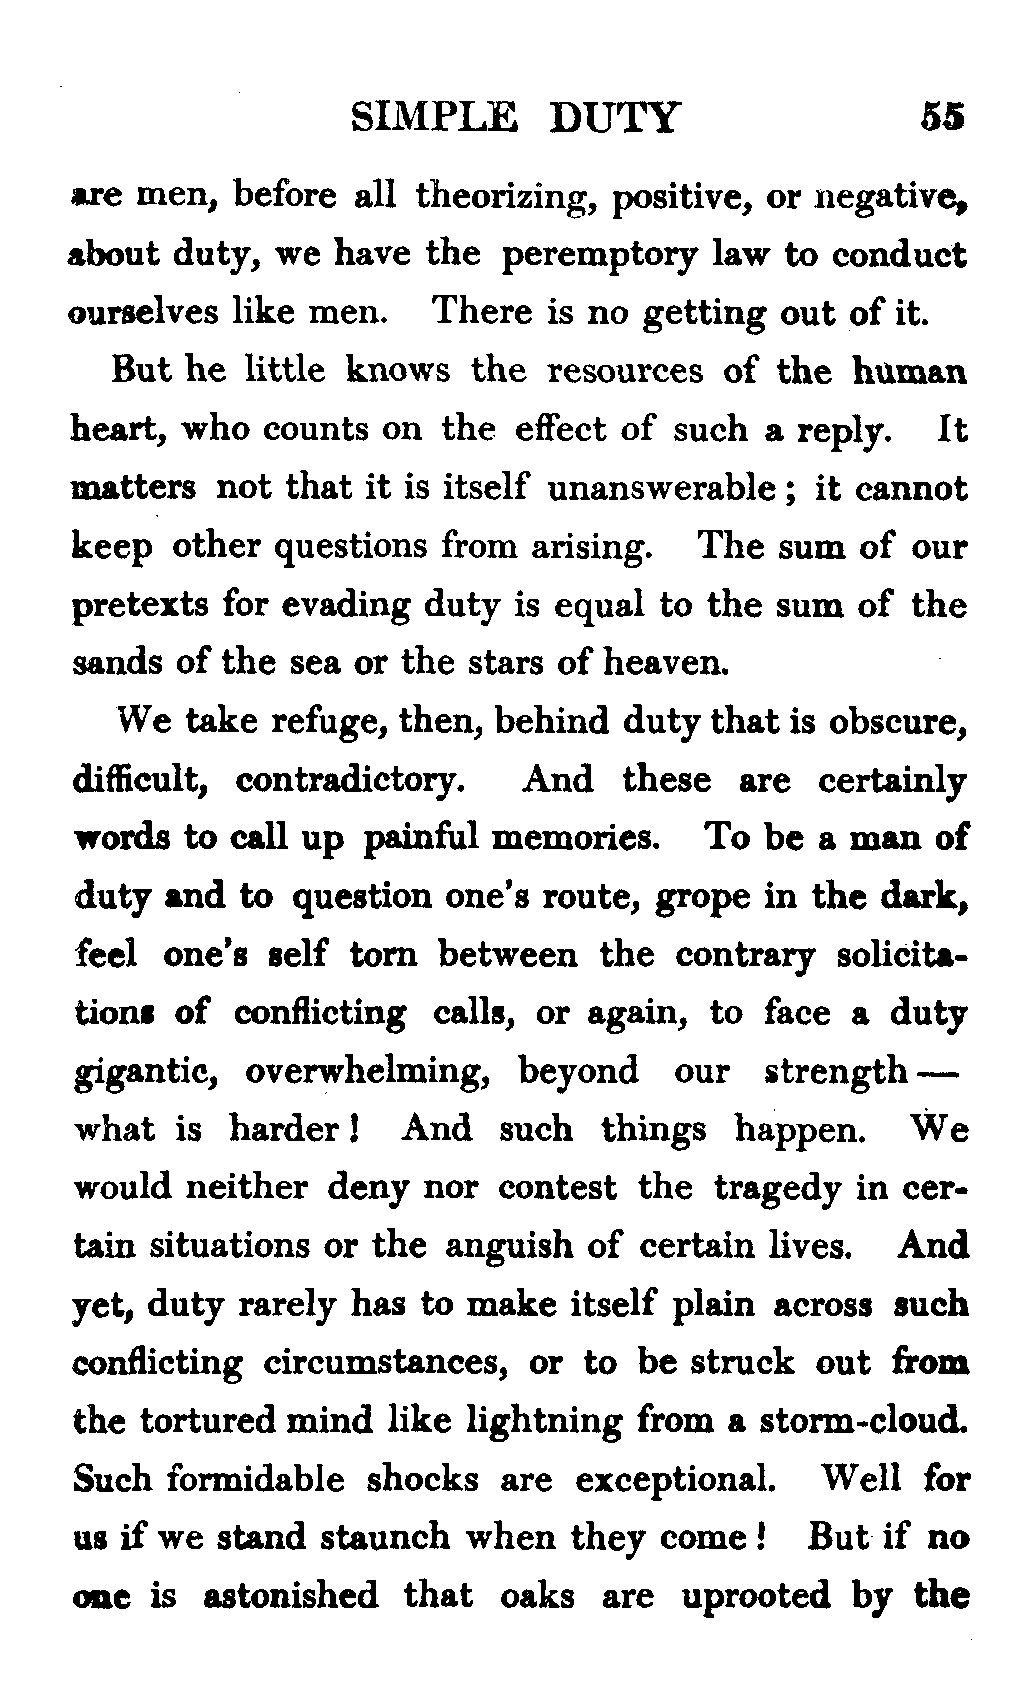 SIMPLE DUTY 55
are men, before all theorizing, positive, or negative,
about duty, we have the peremptory law to conduct
ourselves like men. There is no getting out of it.
But he little knows the resources of the human
heart, who counts on the effect of such a reply. It
matters not that it is itself unanswerable; it cannot
keep other questions from arising. The sum of our
pretexts for evading duty is equal to the sum of the
sands of the sea or the stars of heaven.
We take refuge, then, behind duty that is obscure,
difficult, contradictory. And these are certainly
words to call up painful memories. To be a man of
duty and to question one's route, grope in the dark,
feel one's self torn between the contrary solicita-
tions of conflicting calls, or again, to face a duty
gigantic, overwhelming, beyond our strength—
what is harder! And such things happen. We
would neither deny nor contest the tragedy in cer-
tain situations or the anguish of certain lives. And
yet, duty rarely has to make itself plain across such
conflicting circumstances, or to be struck out from
the tortured mind like lightning from a storm-cloud.
Such formidable shocks are exceptional. Well for
us if we stand staunch when they come! But if no
one is astonished that oaks are uprooted by the